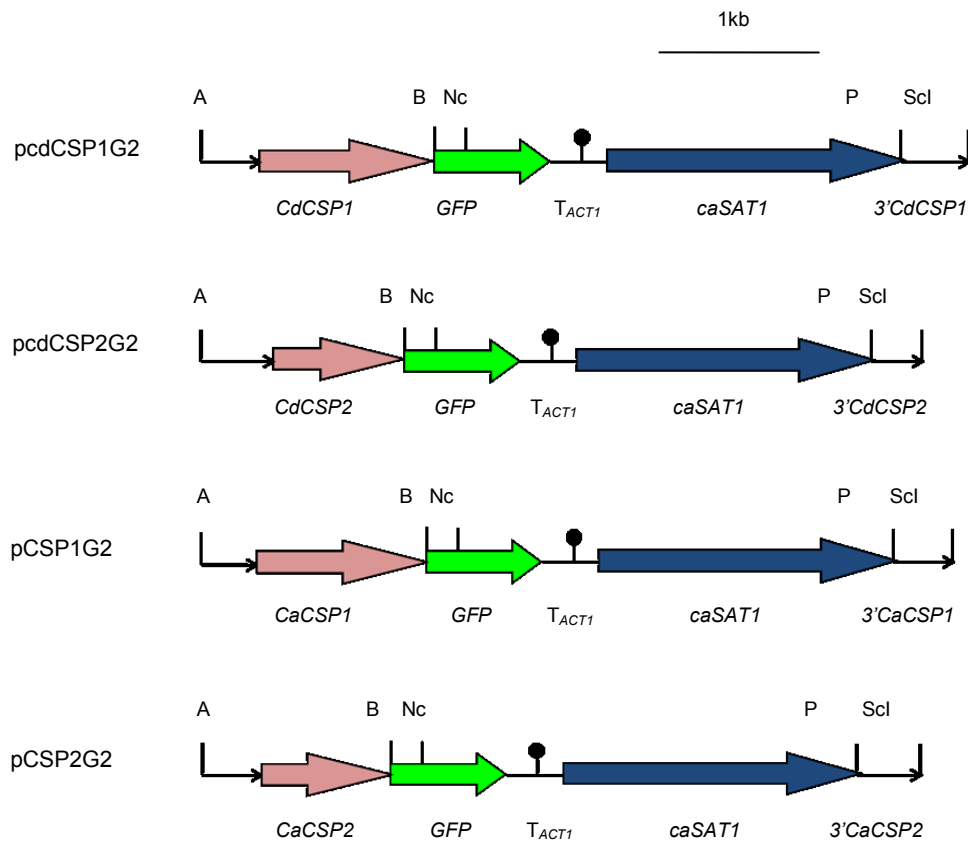 1kb
A B Nc P ScI
pcdCSP1G2
CdCSP1 GFP TACT1 caSAT1 3'CdCSP1
A B Nc P ScI
pcdCSP2G2
CdCSP2 GFP TACT1 caSAT1 3'CdCSP2
A B Nc P ScI
pCSP1G2
CaCSP1 GFP TACT1 caSAT1 3'CaCSP1
A B Nc P ScI
pCSP2G2
CaCSP2 GFP TACT1 caSAT1 3'CaCSP2